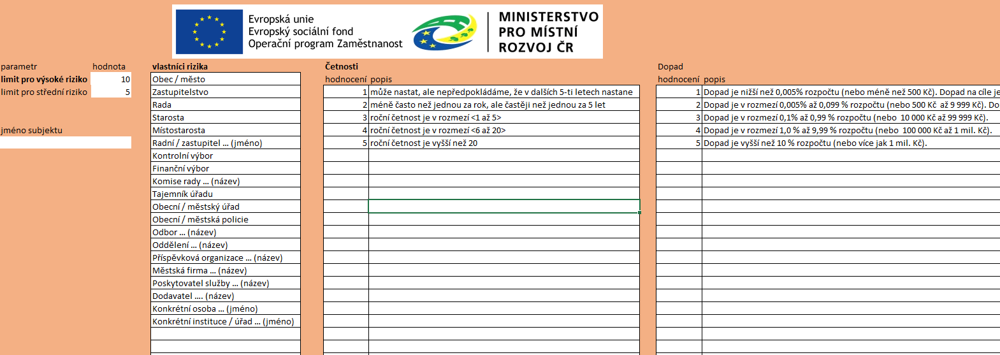 Evropská unie
Evropský sociální fond
Operační program Zaměstnanost
MINISTERSTVO
PRO MÍSTNÍ
ROZVOJ ČR
parametr hodnota
limit pro výsoké riziko 10
limit pro střední riziko 5
jméno subjektu
vlastníci rizika
Obec / město
Zastupitelstvo
Rada
Starosta
Místostarosta
Radní / zastupitel ... (jméno)
Kontrolní výbor
Finanční výbor
Komise rady ... (název)
Tajemník úřadu
Obecní / městský úřad
Obecní / městská policie
Odbor ... (název)
Oddělení ... (název)
Příspěvková organizace ... (název)
Městská firma ... (název)
Poskytovatel služby ... (název)
Dodavatel .... (název)
Konkrétní osoba ... (jméno)
Konkrétní instituce / úřad ... (jméno)
Četnosti
hodnocení popis
1 může nastat, ale nepředpokládáme, že v dalších 5-ti letech nastane
2 méně často než jednou za rok, ale častěji než jednou za 5 let
3 roční četnost je v rozmezí <1 až 5>
4 roční četnost je v rozmezí <6 až 20>
5 roční četnost je vyšší než 20
Dopad
hodnocení popis
1 Dopad je nižší než 0,005% rozpočtu (nebo méně než 500 Kč). Dopad na cíle je
2 Dopad je v rozmezí 0,005% až 0,099 % rozpočtu (nebo 500 Kč až 9 999 Kč). Do
3 Dopad je v rozmezí 0,1% až 0,99 % rozpočtu (nebo 10 000 Kč až 99 999 Kč).
4 Dopad je v rozmezí 1,0 % až 9,99 % rozpočtu (nebo 100 000 Kč až 1 mil. Kč).
5 Dopad je vyšší než 10 % rozpočtu (nebo více jak 1 mil. Kč).